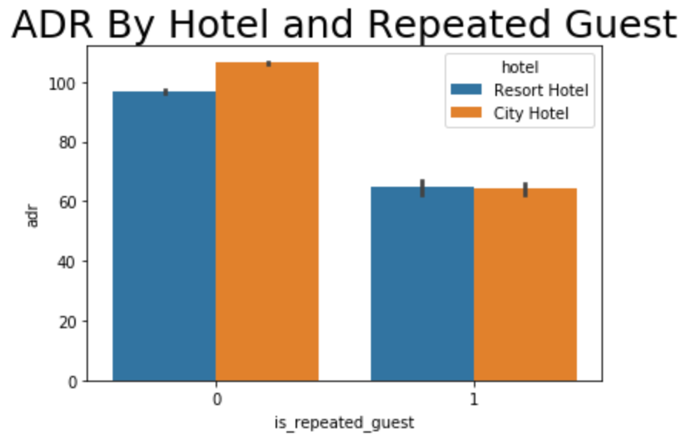 ADR By Hotel and Repeated Guest
hotel
Resort Hotel
City Hotel
100
80
60
40
20
0
adr
0 1
is_repeated_guest